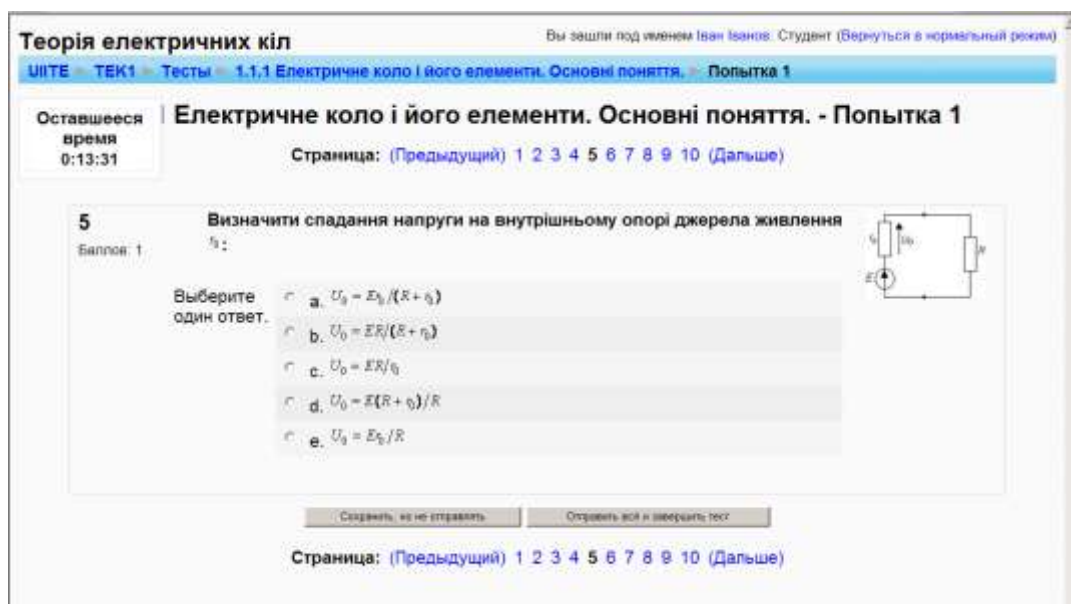 Теорія електричних кіл
Вы зашли под именем Іван Іванов: Студент (Вернуться в нормальный режим)
UIITE ► TEK1 ► Тесты ► 1.1.1 Електричне коло і його елементи. Основні поняття. ► Попытка 1
Оставшееся
время
0:13:31
Електричне коло і його елементи. Основні поняття. - Попытка 1
Страница: (Предыдущий) 1 2 3 4 5 6 7 8 9 10 (Дальше)
5
Баллов: 1
Визначити спадання напруги на внутрішньому опорі джерела живлення
r₀ :
r₀ U₀ R
E
Выберите
один ответ.
a. U₀ = Er₀/(R + r₀)
b. U₀ = ER/(R + r₀)
c. U₀ = ER/r₀
d. U₀ = E(R + r₀)/R
e. U₀ = Er₀/R
Сохранить, но не отправлять
Отправить всё и завершить тест
Страница: (Предыдущий) 1 2 3 4 5 6 7 8 9 10 (Дальше)